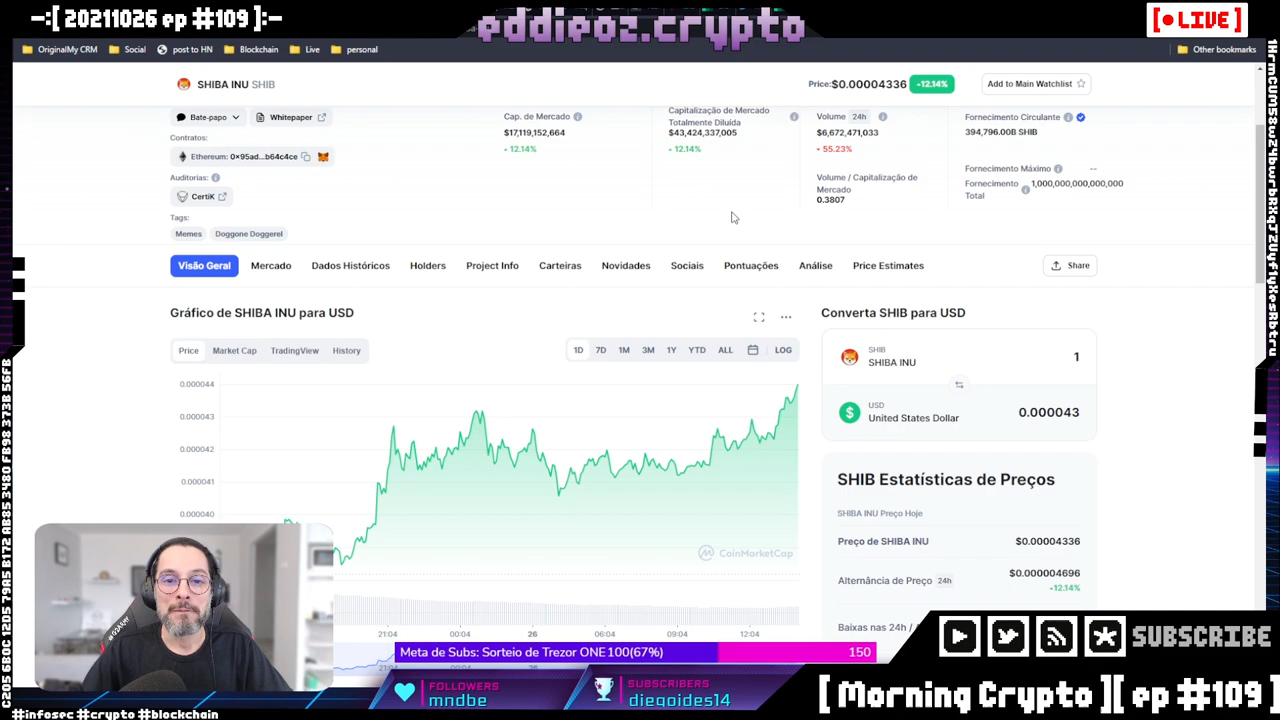 -:[ 20211026 ep #109 ]:-
eddieoz.crypto
[●LIVE]
OriginalMy CRM
Social
post to HN
Blockchain
Live
personal
Other bookmarks
SHIBA INU SHIB
Price:$0.00004336
-12.14%
Add to Main Watchlist
Bate-papo
Whitepaper
Contratos:
Ethereum: 0x95ad...b64c4ce
Auditorias:
CertiK
Tags:
Memes
Doggone Doggerel
Cap. de Mercado
$17,119,152,664
12.14%
Capitalização de Mercado
Totalmente Diluída
$43,424,337,005
12.14%
Volume 24h
$6,672,471,033
55.23%
Volume / Capitalização de
Mercado
0.3807
Fornecimento Circulante
394,796.00B SHIB
Fornecimento Máximo --
Fornecimento
Total
1,000,000,000,000,000
Visão Geral
Mercado
Dados Históricos
Holders
Project Info
Carteiras
Novidades
Sociais
Pontuações
Análise
Price Estimates
Share
Gráfico de SHIBA INU para USD
Price
Market Cap
TradingView
History
1D
7D
1M
3M
1Y
YTD
ALL
LOG
0.000044
0.000043
0.000042
0.000041
0.000040
CoinMarketCap
21:04
00:04
26
06:04
09:04
12:04
Converta SHIB para USD
SHIB
SHIBA INU
1
USD
United States Dollar
0.000043
SHIB Estatísticas de Preços
SHIBA INU Preço Hoje
Preço de SHIBA INU
$0.00004336
Alternância de Preço 24h
$0.000004696
12.14%
Baixas nas 24h /
Meta de Subs: Sorteio de Trezor ONE
100(67%)
150
FOLLOWERS
mndbe
SUBSCRIBERS
diegoides14
SUBSCRIBE
[ Morning Crypto ][ ep #109 ]
#infosec #crypto #blockchain